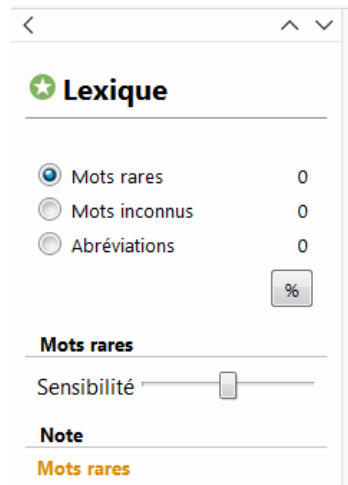 Lexique
Mots rares 0
Mots inconnus 0
Abréviations 0
%
Mots rares
Sensibilité
Note
Mots rares